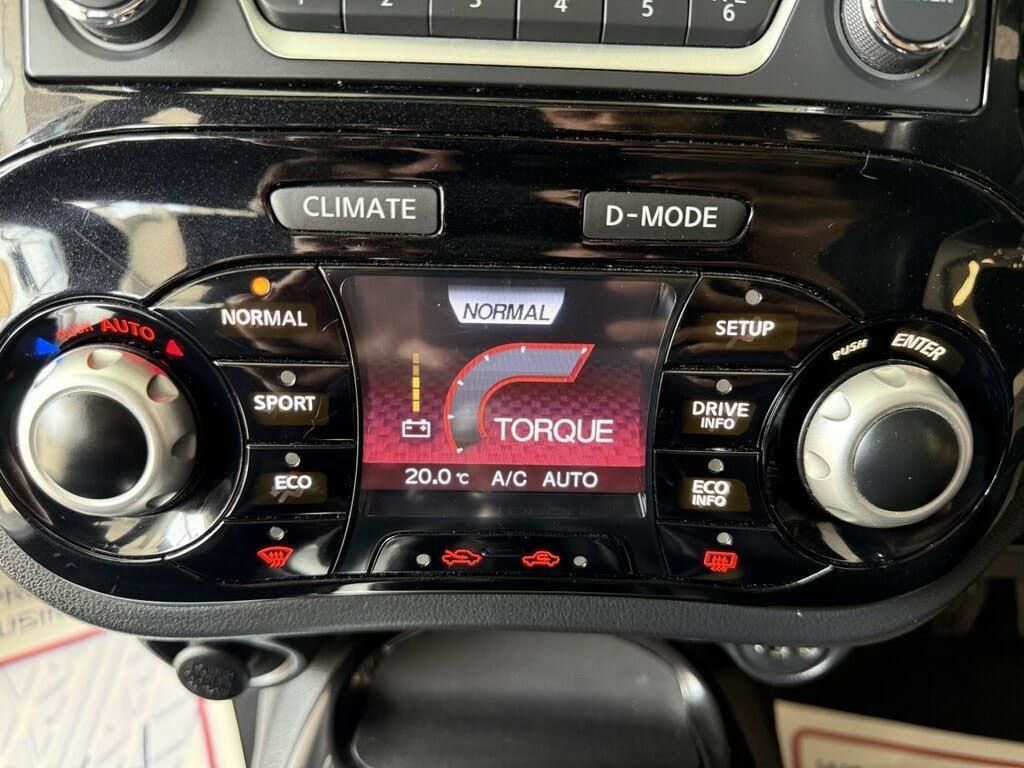 1 2 3 4 5 6
CLIMATE
D-MODE
PUSH AUTO
NORMAL
NORMAL
SETUP
PUSH ENTER
SPORT
DRIVE
INFO
TORQUE
ECO
ECO
INFO
20.0 °C A/C AUTO